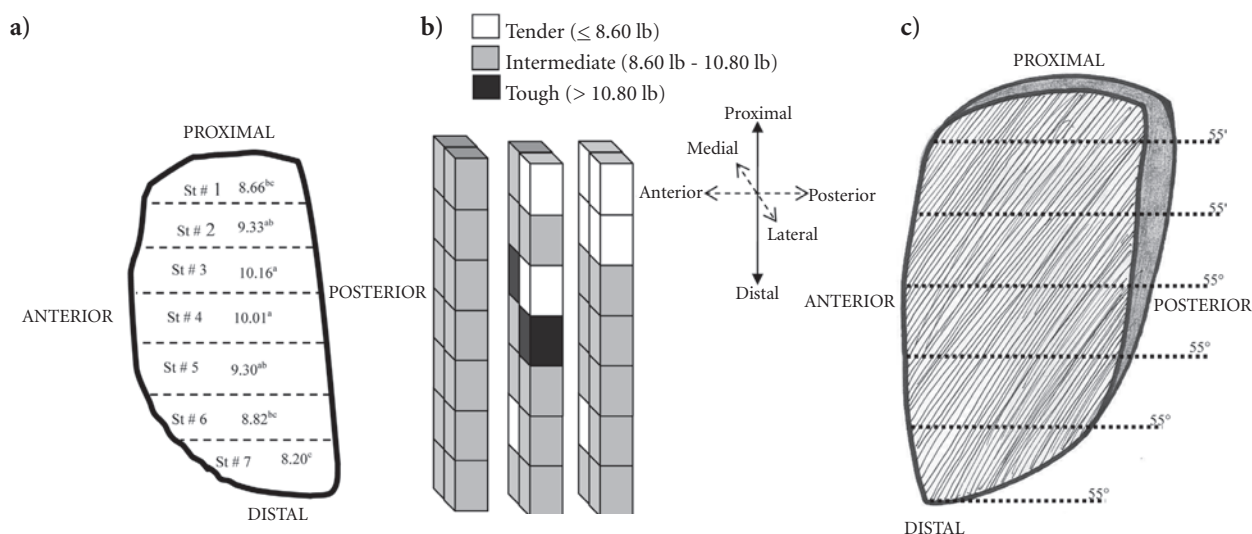 a)
PROXIMAL
St # 1 8.66bc
St # 2 9.33ab
St # 3 10.16a
St # 4 10.01a
St # 5 9.30ab
St # 6 8.82bc
St # 7 8.20c
ANTERIOR
POSTERIOR
DISTAL
b)
Tender (≤ 8.60 lb)
Intermediate (8.60 lb - 10.80 lb)
Tough (> 10.80 lb)
Proximal
Medial
Anterior
Posterior
Lateral
Distal
c)
PROXIMAL
55°
55°
55°
ANTERIOR
POSTERIOR
55°
55°
55°
DISTAL